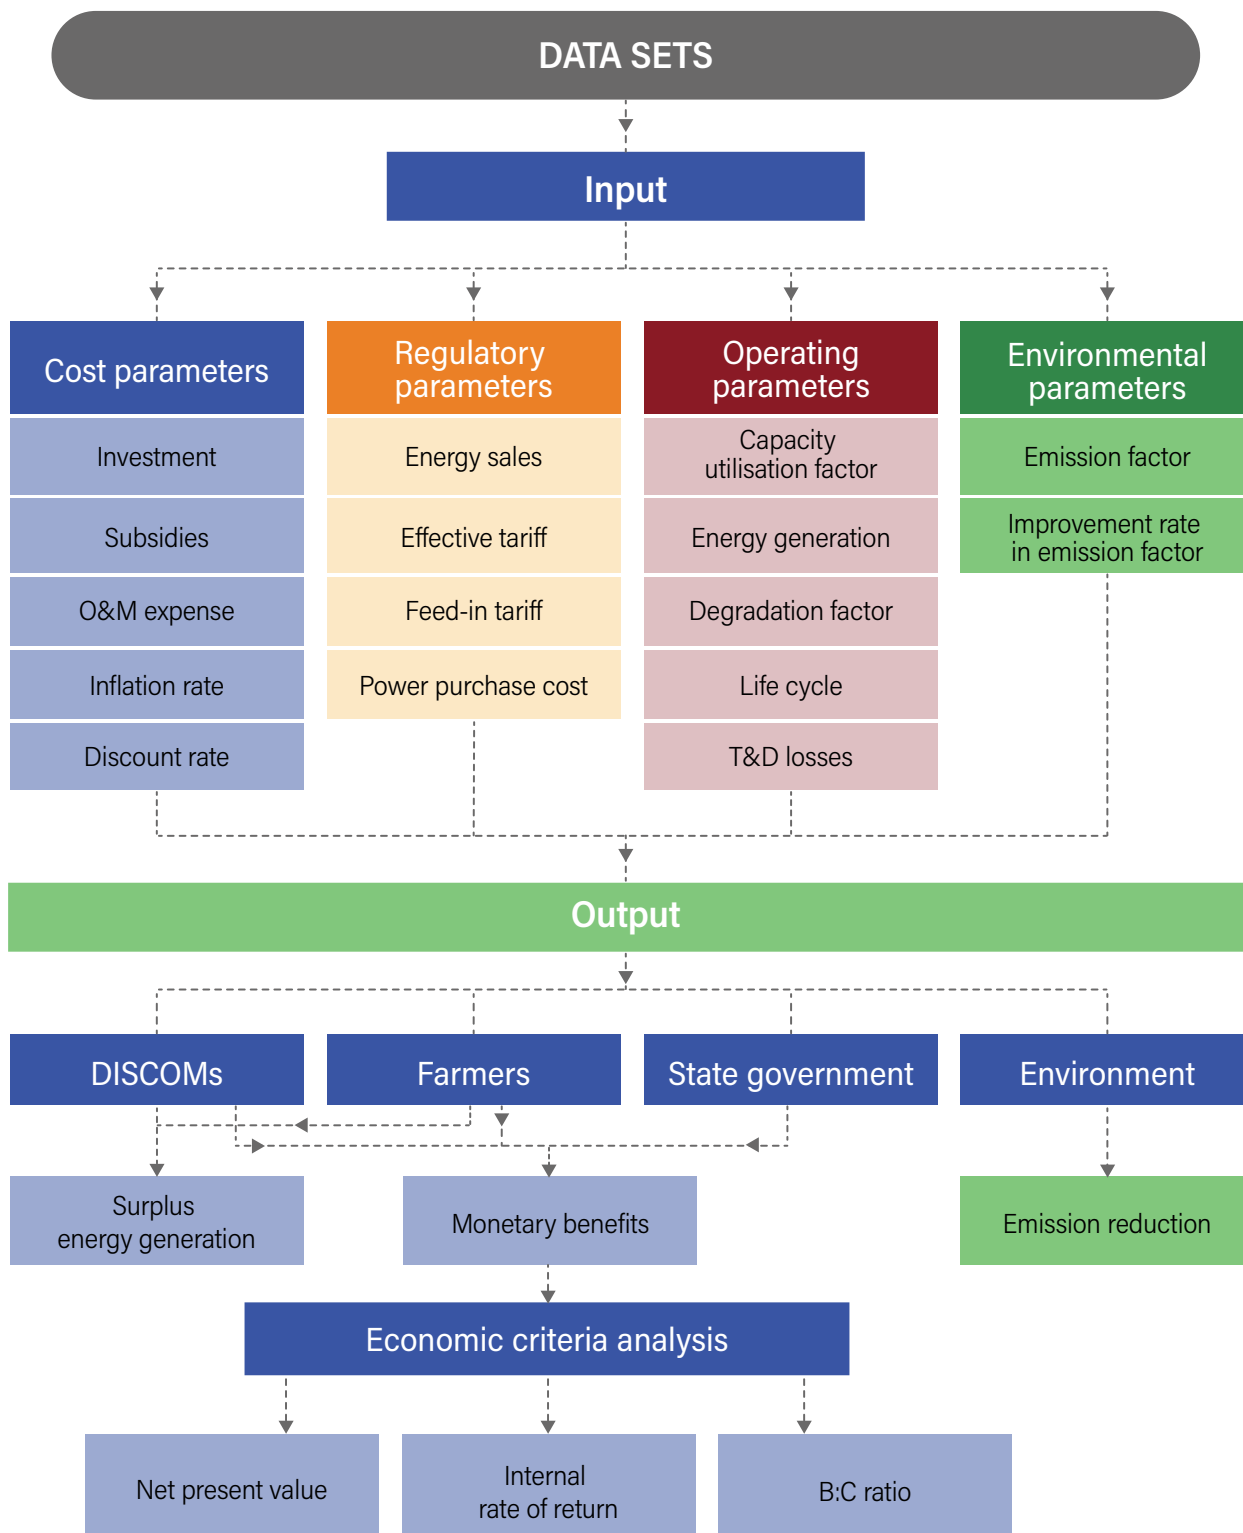 DATA SETS
Input
Cost parameters
Investment
Subsidies
O&M expense
Inflation rate
Discount rate
Regulatory
parameters
Energy sales
Effective tariff
Feed-in tariff
Power purchase cost
Operating
parameters
Capacity
utilisation factor
Energy generation
Degradation factor
Life cycle
T&D losses
Environmental
parameters
Emission factor
Improvement rate
in emission factor
Output
DISCOMs
Farmers
State government
Environment
Surplus
energy generation
Monetary benefits
Emission reduction
Economic criteria analysis
Net present value
Internal
rate of return
B:C ratio